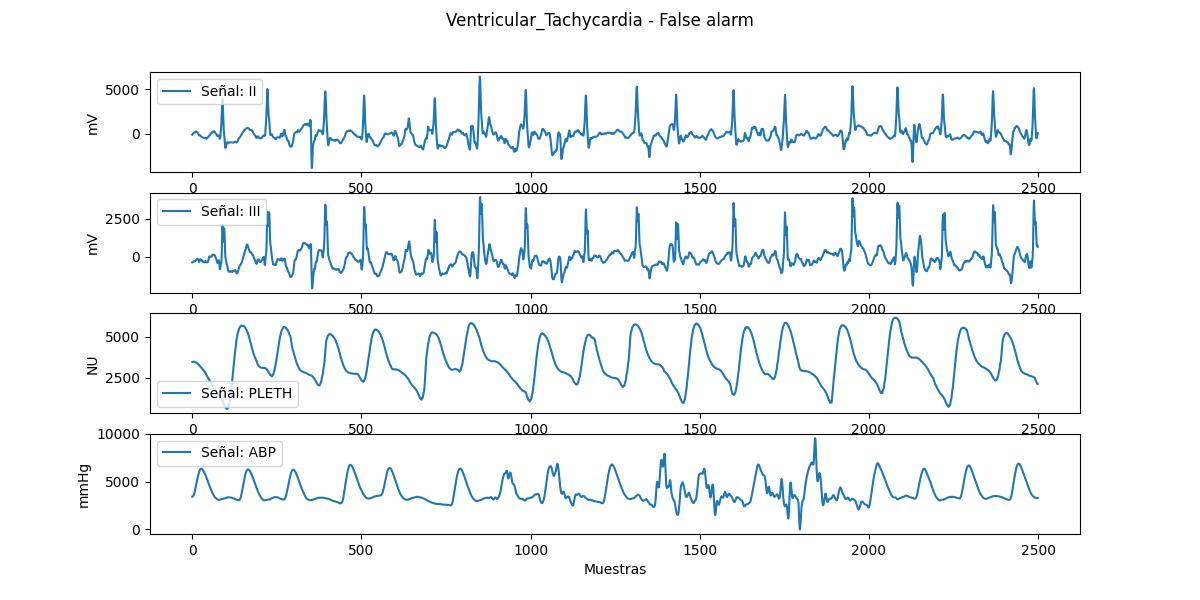 Ventricular_Tachycardia - False alarm
5000
0
mV
Señal: II
0 500 1000 1500 2000 2500
2500
0
mV
Señal: III
0 500 1000 1500 2000 2500
5000
2500
NU
Señal: PLETH
0 500 1000 1500 2000 2500
10000
5000
0
mmHg
Señal: ABP
0 500 1000 1500 2000 2500
Muestras